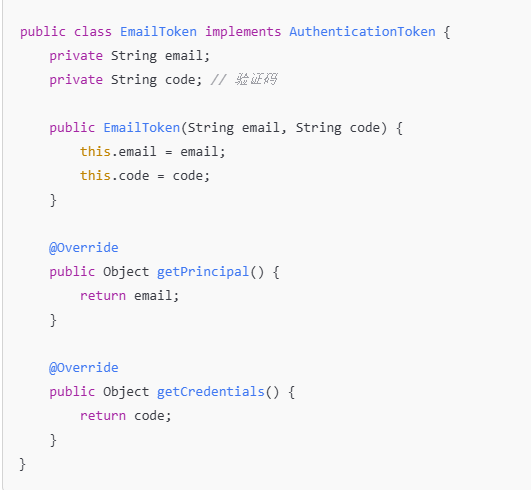 public class EmailToken implements AuthenticationToken {
    private String email;
    private String code; // 验证码
    public EmailToken(String email, String code) {
        this.email = email;
        this.code = code;
    }
    @Override
    public Object getPrincipal() {
        return email;
    }
    @Override
    public Object getCredentials() {
        return code;
    }
}